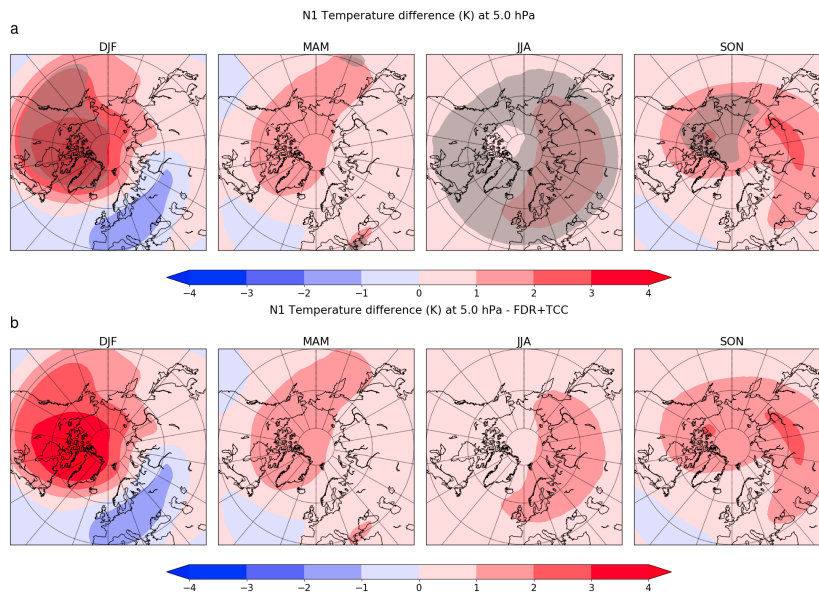 N1 Temperature difference (K) at 5.0 hPa
a
DJF MAM JJA SON
−4 −3 −2 −1 0 1 2 3 4
N1 Temperature difference (K) at 5.0 hPa - FDR+TCC
b
DJF MAM JJA SON
−4 −3 −2 −1 0 1 2 3 4